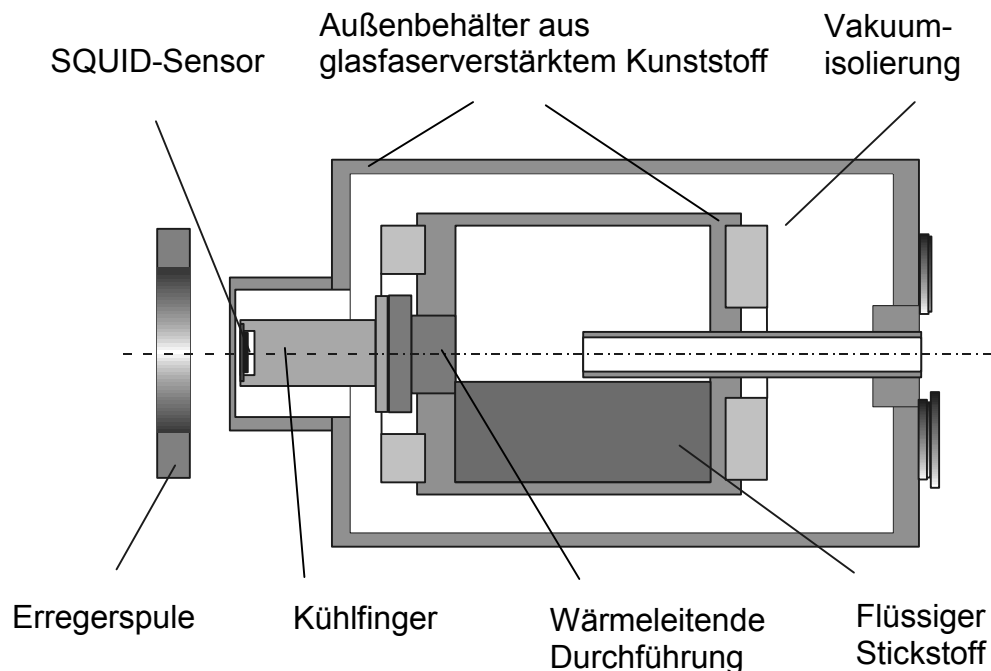 SQUID-Sensor
Außenbehälter aus
glasfaserverstärktem Kunststoff
Vakuum-
isolierung
Erregerspule
Kühlfinger
Wärmeleitende
Durchführung
Flüssiger
Stickstoff